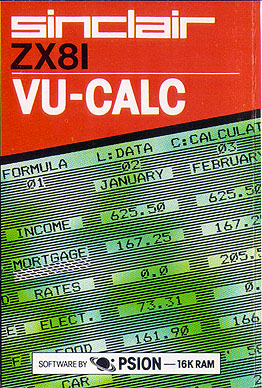 sinclair
ZX81
VU-CALC
FORMULA L:DATA C:CALCULAT
01 02 03
JANUARY FEBRUARY
INCOME 625.50 625.50
MORTGAGE 167.25 167.2
RATES 0.0 205.5
ELECT. 73.31 0.
FOOD 161.90 166.
CAR
SOFTWARE BY PSION — 16K RAM